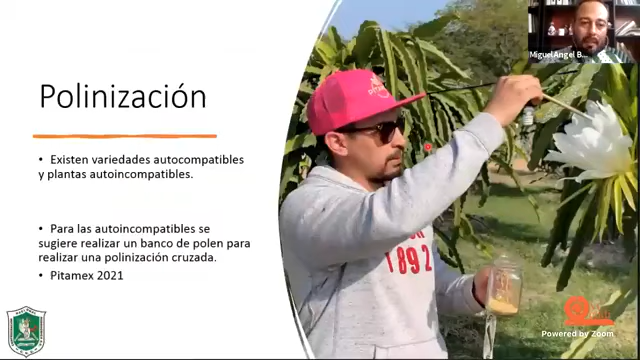 Polinización
• Existen variedades autocompatibles
y plantas autoincompatibles.
• Para las autoincompatibles se
sugiere realizar un banco de polen para
realizar una polinización cruzada.
• Pitamex 2021
1892
MiguelAngel B...
Powered by Zoom